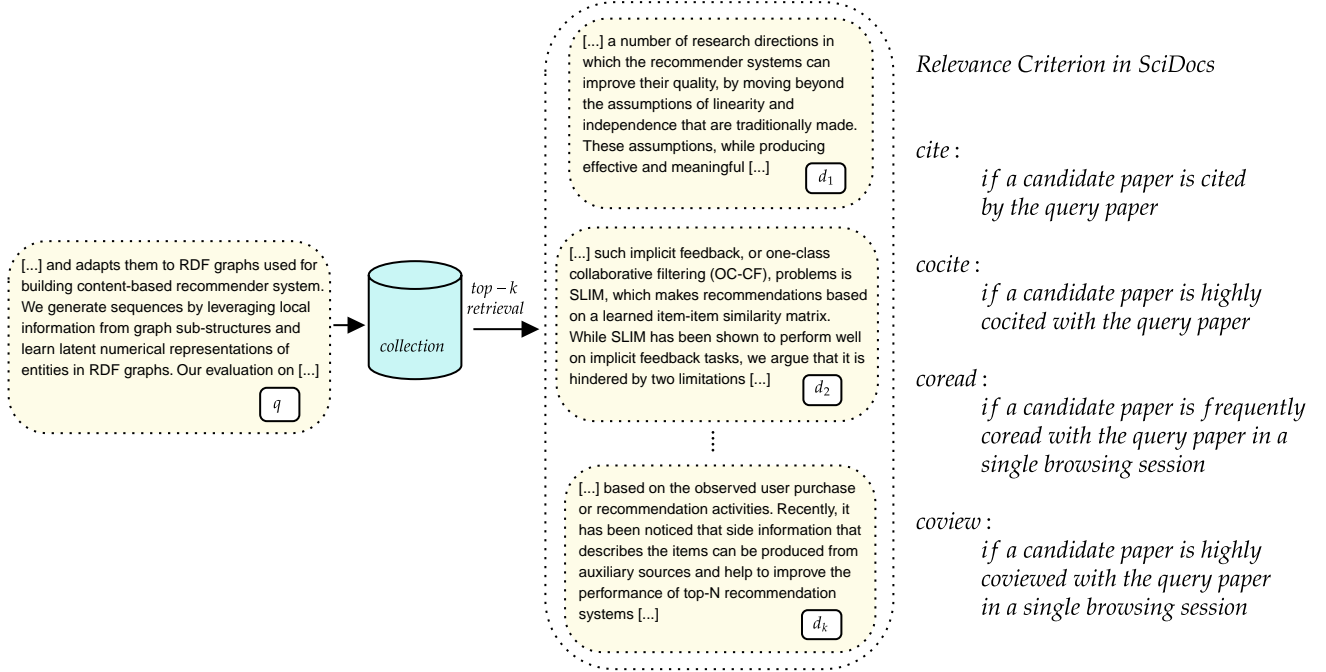 [...] and adapts them to RDF graphs used for
building content-based recommender system.
We generate sequences by leveraging local
information from graph sub-structures and
learn latent numerical representations of
entities in RDF graphs. Our evaluation on [...]
q
collection
top – k
retrieval
[...] a number of research directions in
which the recommender systems can
improve their quality, by moving beyond
the assumptions of linearity and
independence that are traditionally made.
These assumptions, while producing
effective and meaningful [...]
d1
[...] such implicit feedback, or one-class
collaborative filtering (OC-CF), problems is
SLIM, which makes recommendations based
on a learned item-item similarity matrix.
While SLIM has been shown to perform well
on implicit feedback tasks, we argue that it is
hindered by two limitations [...]
d2
[...] based on the observed user purchase
or recommendation activities. Recently, it
has been noticed that side information that
describes the items can be produced from
auxiliary sources and help to improve the
performance of top-N recommendation
systems [...]
dk
Relevance Criterion in SciDocs
cite :
if a candidate paper is cited
by the query paper
cocite :
if a candidate paper is highly
cocited with the query paper
coread :
if a candidate paper is frequently
coread with the query paper in a
single browsing session
coview :
if a candidate paper is highly
coviewed with the query paper
in a single browsing session